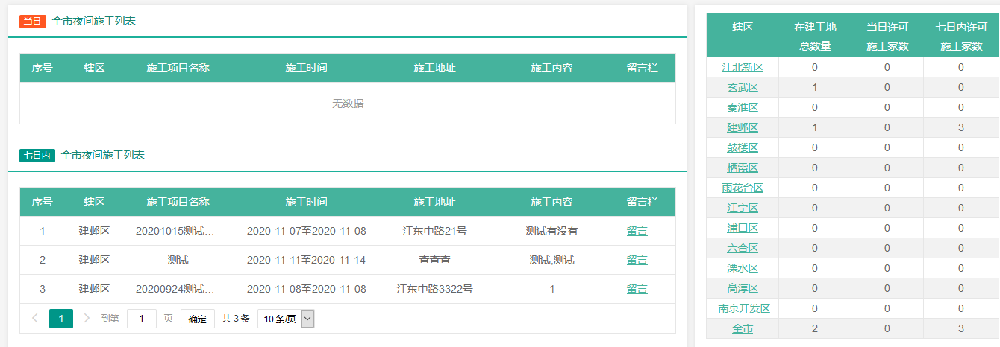 当日 全市夜间施工列表
序号 辖区 施工项目名称 施工时间 施工地址 施工内容 留言栏
无数据
七日内 全市夜间施工列表
序号 辖区 施工项目名称 施工时间 施工地址 施工内容 留言栏
1 建邺区 20201015测试... 2020-11-07至2020-11-08 江东中路21号 测试有没有 留言
2 建邺区 测试 2020-11-11至2020-11-14 查查查 测试,测试 留言
3 建邺区 20200924测试... 2020-11-08至2020-11-08 江东中路3322号 1 留言
1 到第 1 页 确定 共 3 条 10 条/页
辖区 在建工地 当日许可 七日内许可
总数量 施工家数 施工家数
江北新区 0 0 0
玄武区 1 0 0
秦淮区 0 0 0
建邺区 1 0 3
鼓楼区 0 0 0
栖霞区 0 0 0
雨花台区 0 0 0
江宁区 0 0 0
浦口区 0 0 0
六合区 0 0 0
溧水区 0 0 0
高淳区 0 0 0
南京开发区 0 0 0
全市 2 0 3